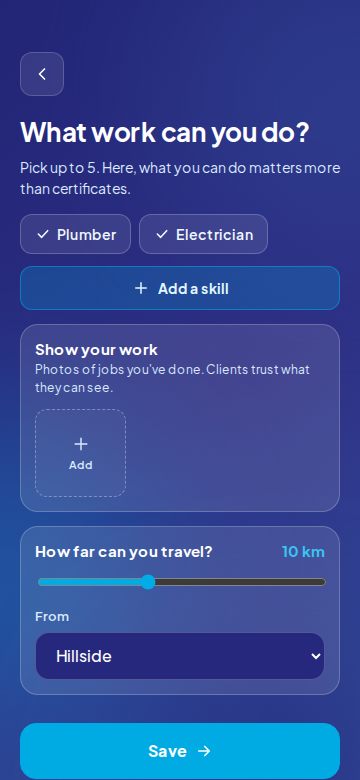 What work can you do?
Pick up to 5. Here, what you can do matters more
than certificates.
Plumber
Electrician
Add a skill
Show your work
Photos of jobs you've done. Clients trust what
they can see.
Add
How far can you travel?
10 km
From
Hillside
Save